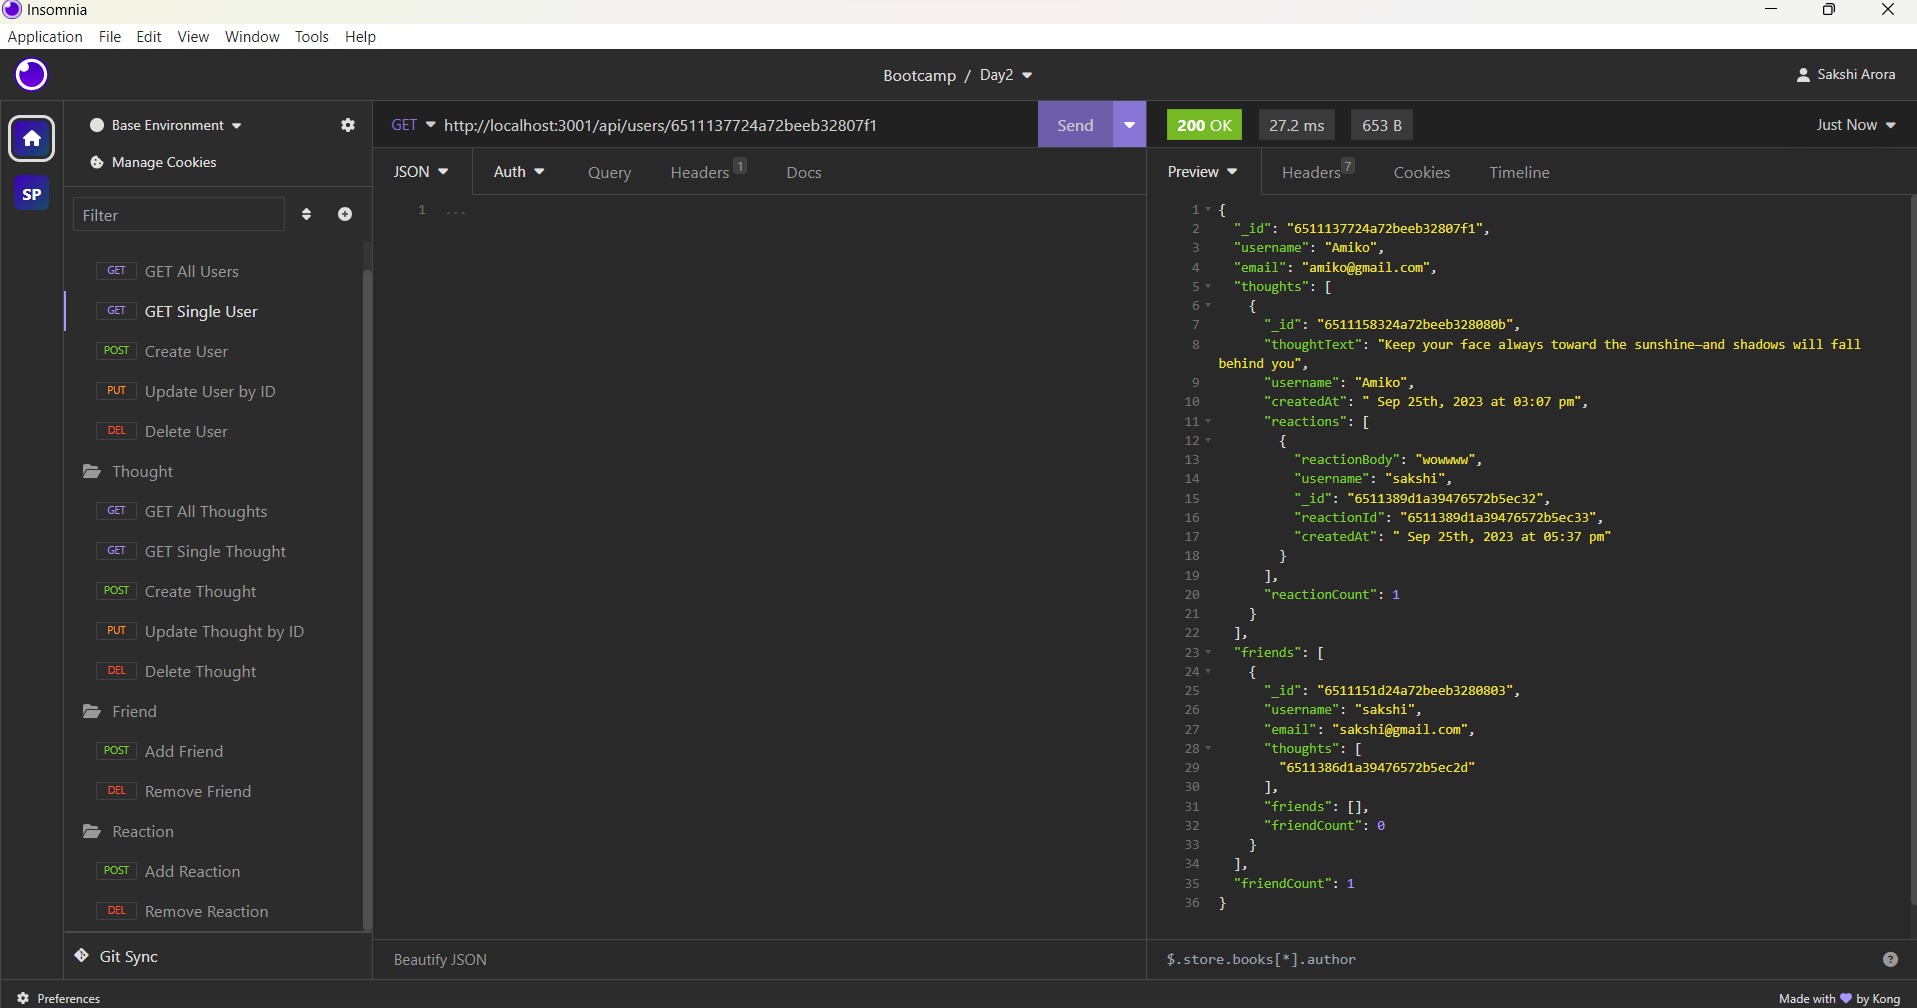 Insomnia
Application File Edit View Window Tools Help
Bootcamp / Day2
Sakshi Arora
SP
Base Environment
Manage Cookies
Filter
GET GET All Users
GET GET Single User
POST Create User
PUT Update User by ID
DEL Delete User
Thought
GET GET All Thoughts
GET GET Single Thought
POST Create Thought
PUT Update Thought by ID
DEL Delete Thought
Friend
POST Add Friend
DEL Remove Friend
Reaction
POST Add Reaction
DEL Remove Reaction
Git Sync
Preferences
GET http://localhost:3001/api/users/6511137724a72beeb32807f1 Send
JSON Auth Query Headers 1 Docs
1 ...
Beautify JSON
200 OK 27.2 ms 653 B Just Now
Preview Headers 7 Cookies Timeline
1 {
2 "_id": "6511137724a72beeb32807f1",
3 "username": "Amiko",
4 "email": "amiko@gmail.com",
5 "thoughts": [
6 {
7 "_id": "6511158324a72beeb328080b",
8 "thoughtText": "Keep your face always toward the sunshine—and shadows will fall
behind you",
9 "username": "Amiko",
10 "createdAt": " Sep 25th, 2023 at 03:07 pm",
11 "reactions": [
12 {
13 "reactionBody": "wowwww",
14 "username": "sakshi",
15 "_id": "6511389d1a39476572b5ec32",
16 "reactionId": "6511389d1a39476572b5ec33",
17 "createdAt": " Sep 25th, 2023 at 05:37 pm"
18 }
19 ],
20 "reactionCount": 1
21 }
22 ],
23 "friends": [
24 {
25 "_id": "6511151d24a72beeb3280803",
26 "username": "sakshi",
27 "email": "sakshi@gmail.com",
28 "thoughts": [
29 "6511386d1a39476572b5ec2d"
30 ],
31 "friends": [],
32 "friendCount": 0
33 }
34 ],
35 "friendCount": 1
36 }
$.store.books[*].author
?
Made with 💜 by Kong